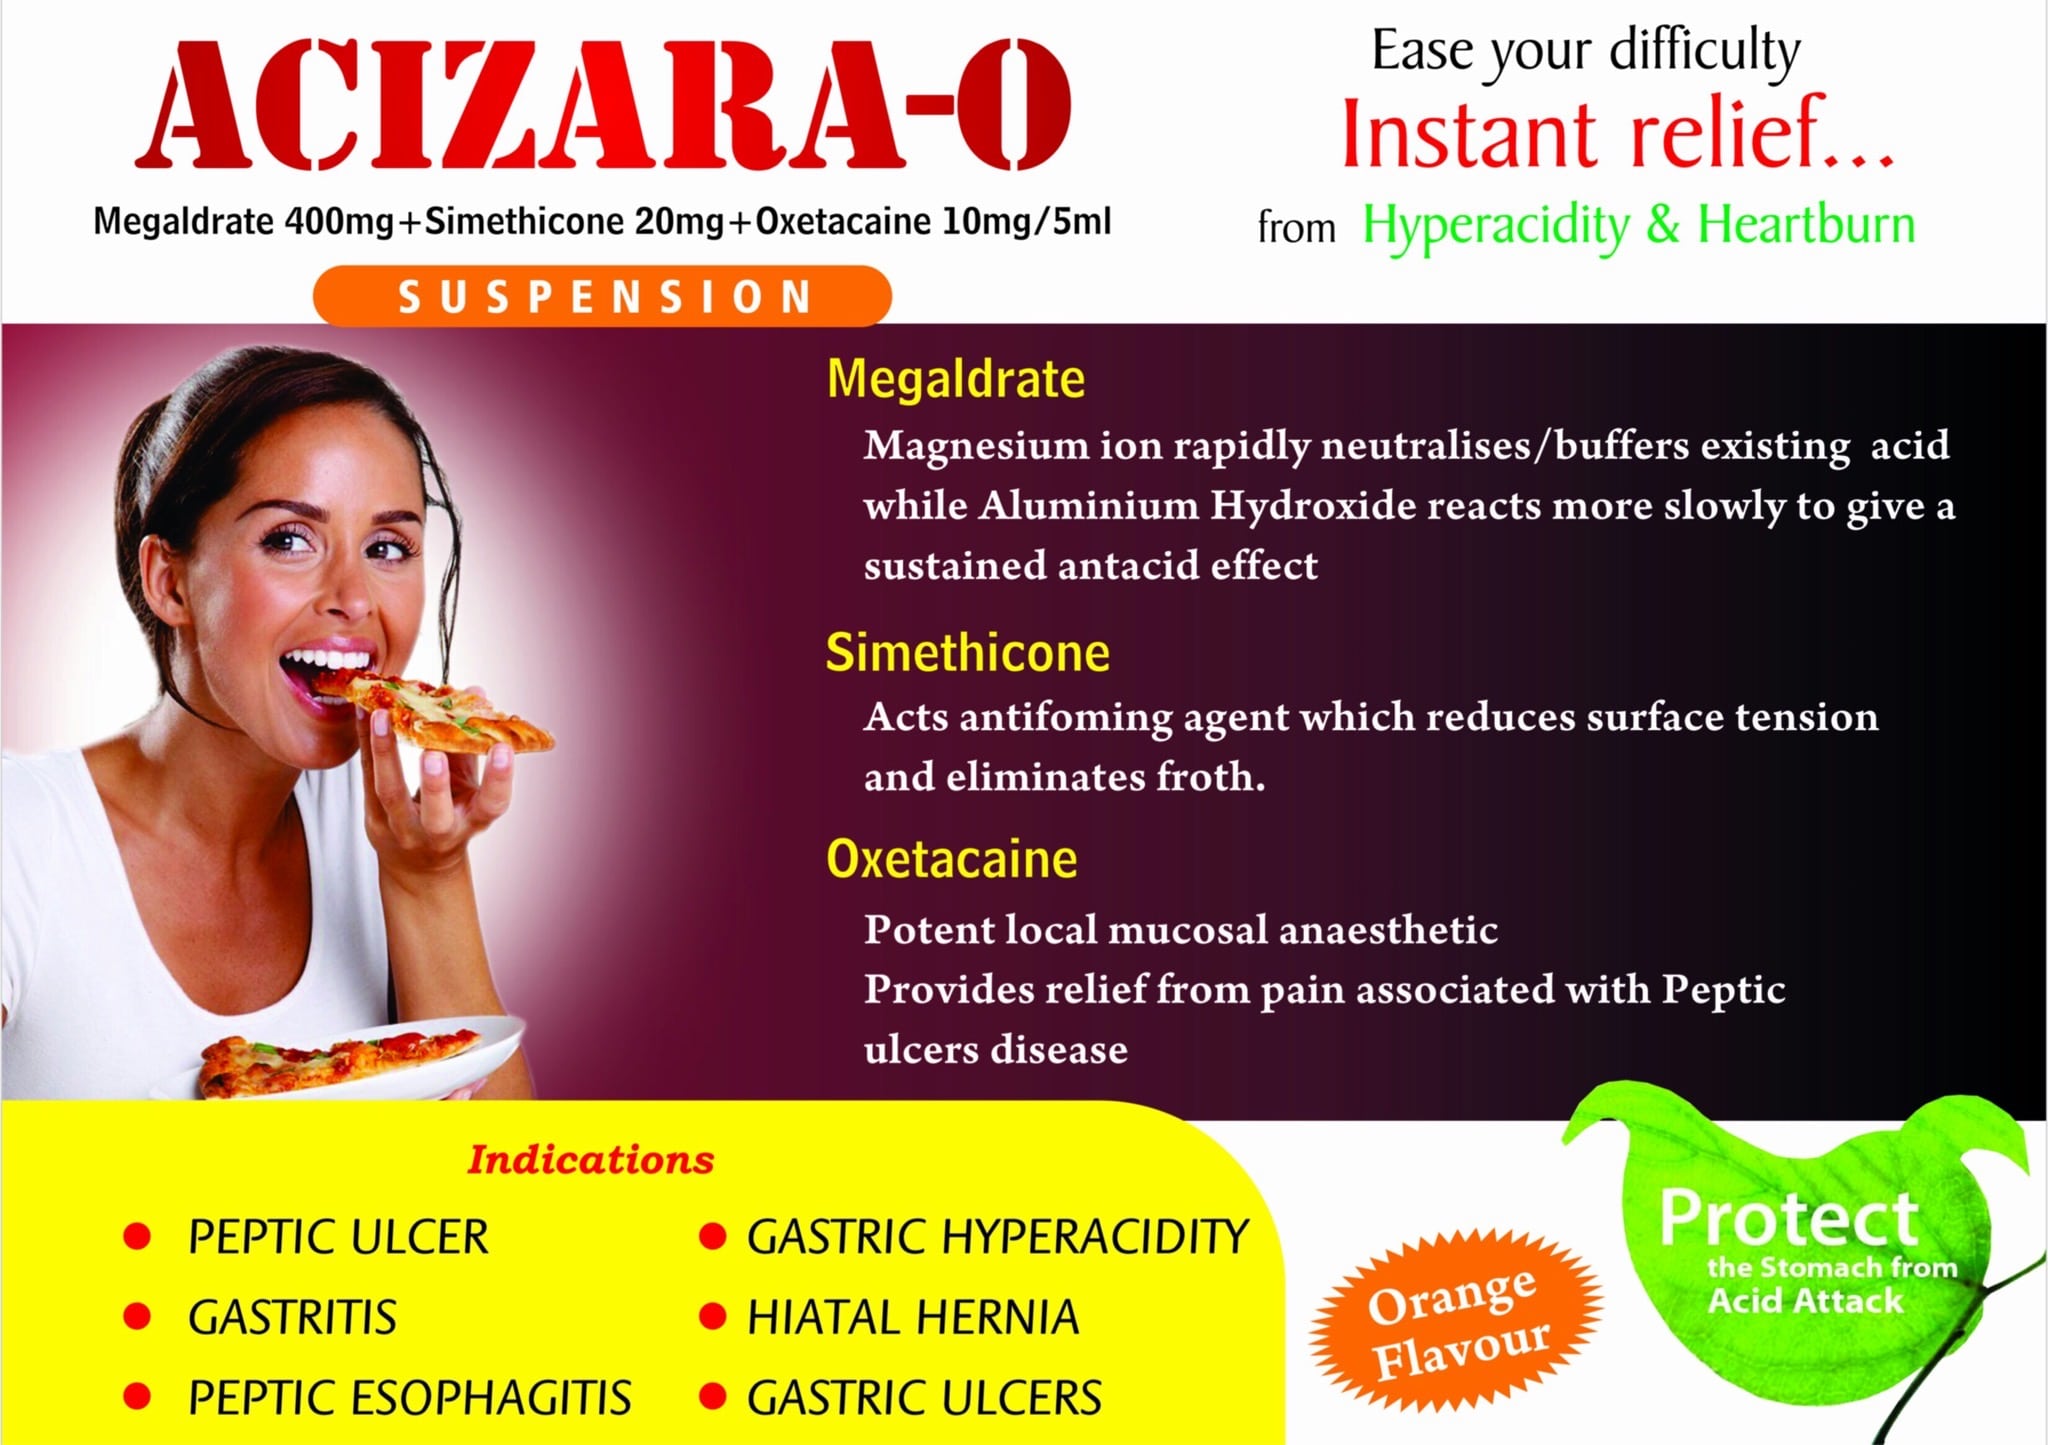 ACIZARA-O
Megaldrate 400mg+Simethicone 20mg+Oxetacaine 10mg/5ml
SUSPENSION
Ease your difficulty
Instant relief...
from Hyperacidity & Heartburn
Megaldrate
Magnesium ion rapidly neutralises/buffers existing acid
while Aluminium Hydroxide reacts more slowly to give a
sustained antacid effect
Simethicone
Acts antifoming agent which reduces surface tension
and eliminates froth.
Oxetacaine
Potent local mucosal anaesthetic
Provides relief from pain associated with Peptic
ulcers disease
Indications
PEPTIC ULCER
GASTRITIS
PEPTIC ESOPHAGITIS
GASTRIC HYPERACIDITY
HIATAL HERNIA
GASTRIC ULCERS
Orange
Flavour
Protect
the Stomach from
Acid Attack